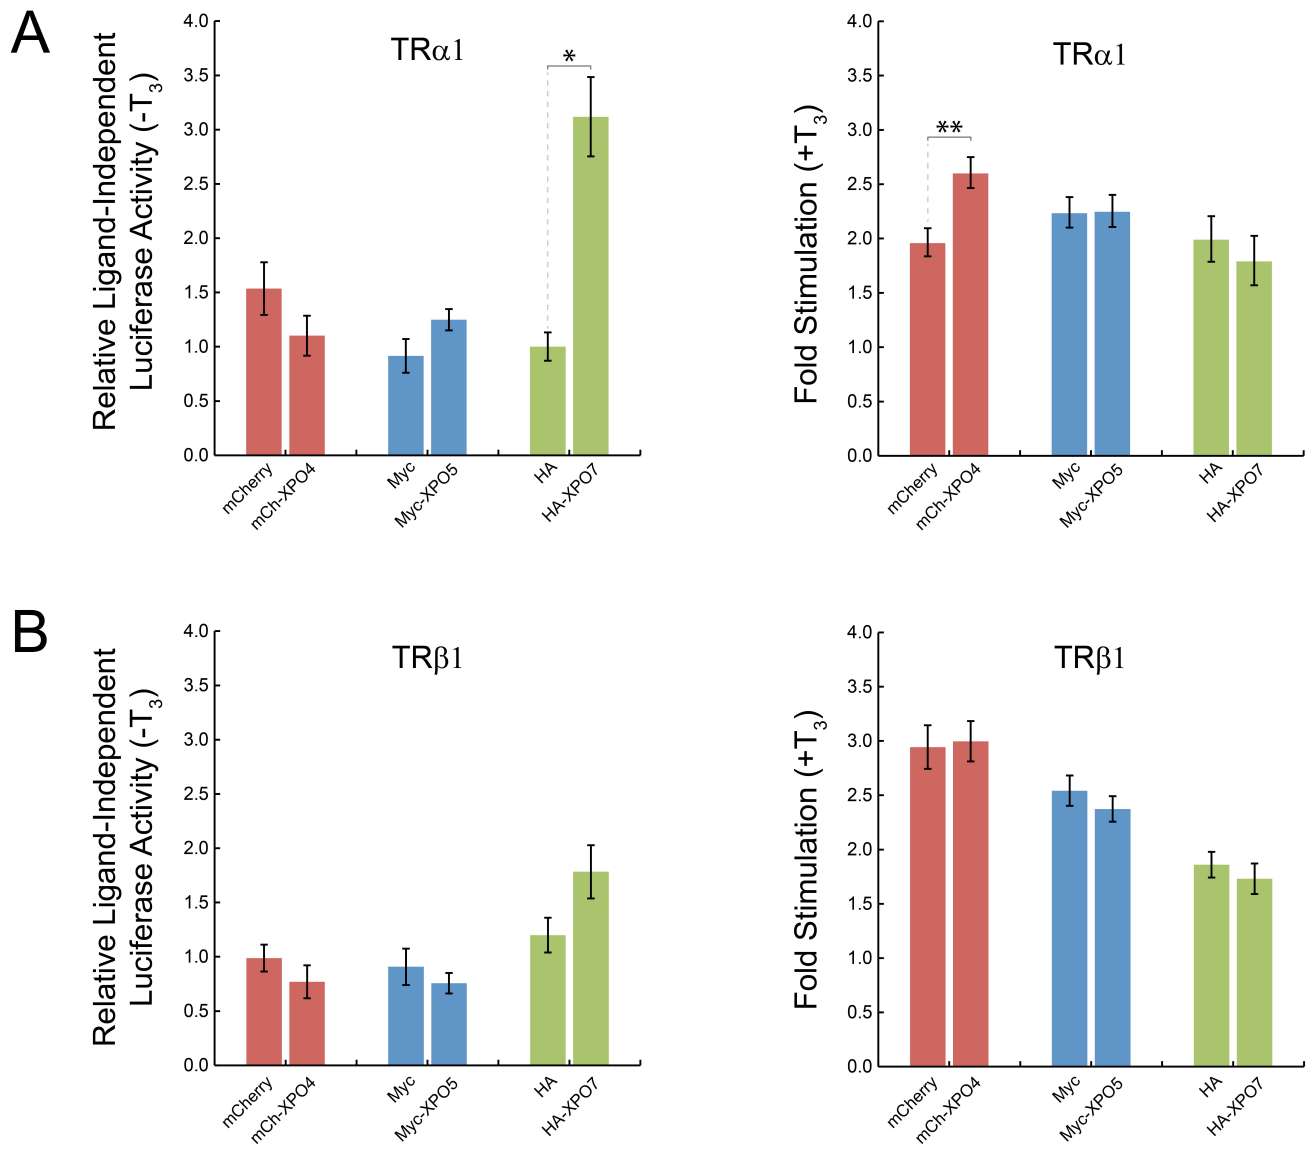 A
TRα1
Relative Ligand-Independent
Luciferase Activity (-T3)
4.0
3.5
3.0
2.5
2.0
1.5
1.0
0.5
0.0
*
mCherry
mCh-XPO4
Myc
Myc-XPO5
HA
HA-XPO7
TRα1
Fold Stimulation (+T3)
4.0
3.5
3.0
2.5
2.0
1.5
1.0
0.5
0.0
**
mCherry
mCh-XPO4
Myc
Myc-XPO5
HA
HA-XPO7
B
TRβ1
Relative Ligand-Independent
Luciferase Activity (-T3)
4.0
3.5
3.0
2.5
2.0
1.5
1.0
0.5
0.0
mCherry
mCh-XPO4
Myc
Myc-XPO5
HA
HA-XPO7
TRβ1
Fold Stimulation (+T3)
4.0
3.5
3.0
2.5
2.0
1.5
1.0
0.5
0.0
mCherry
mCh-XPO4
Myc
Myc-XPO5
HA
HA-XPO7